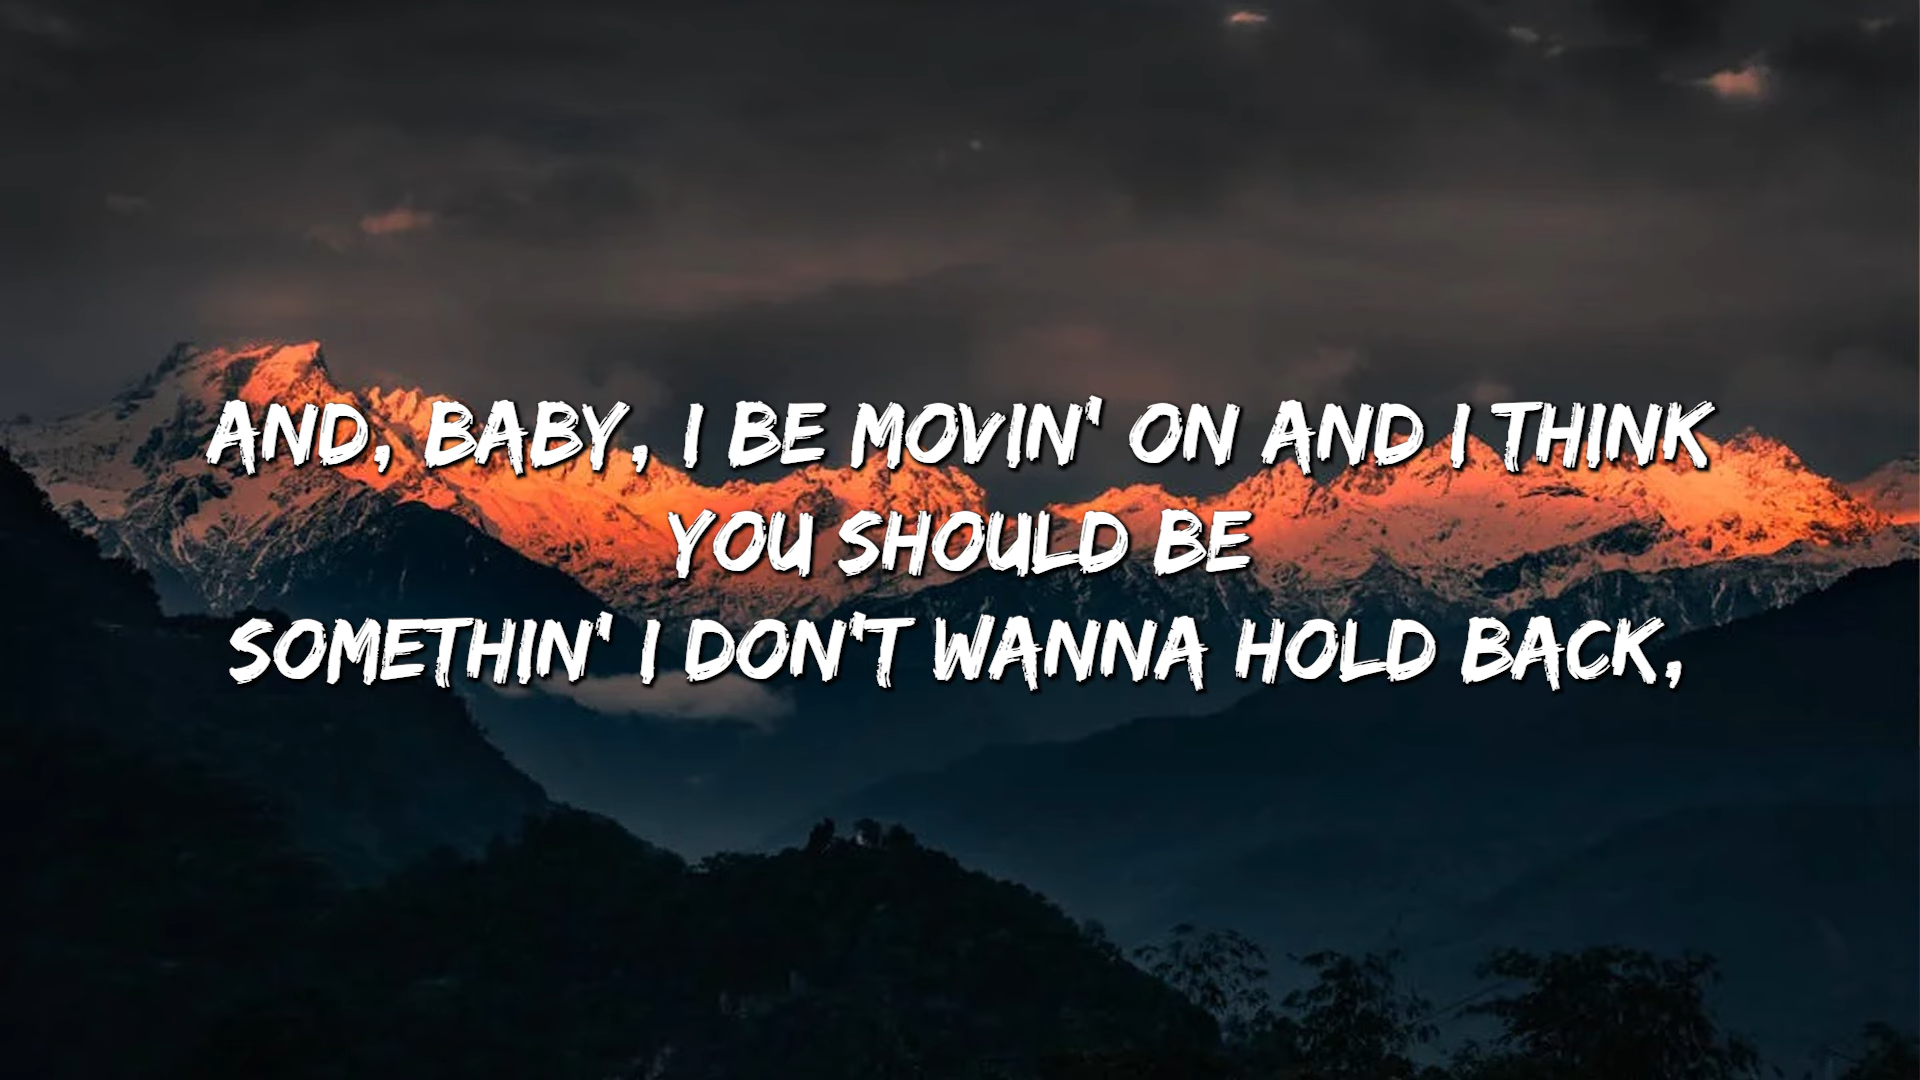 AND, BABY, I BE MOVIN' ON AND I THINK
YOU SHOULD BE
SOMETHIN' I DON'T WANNA HOLD BACK,